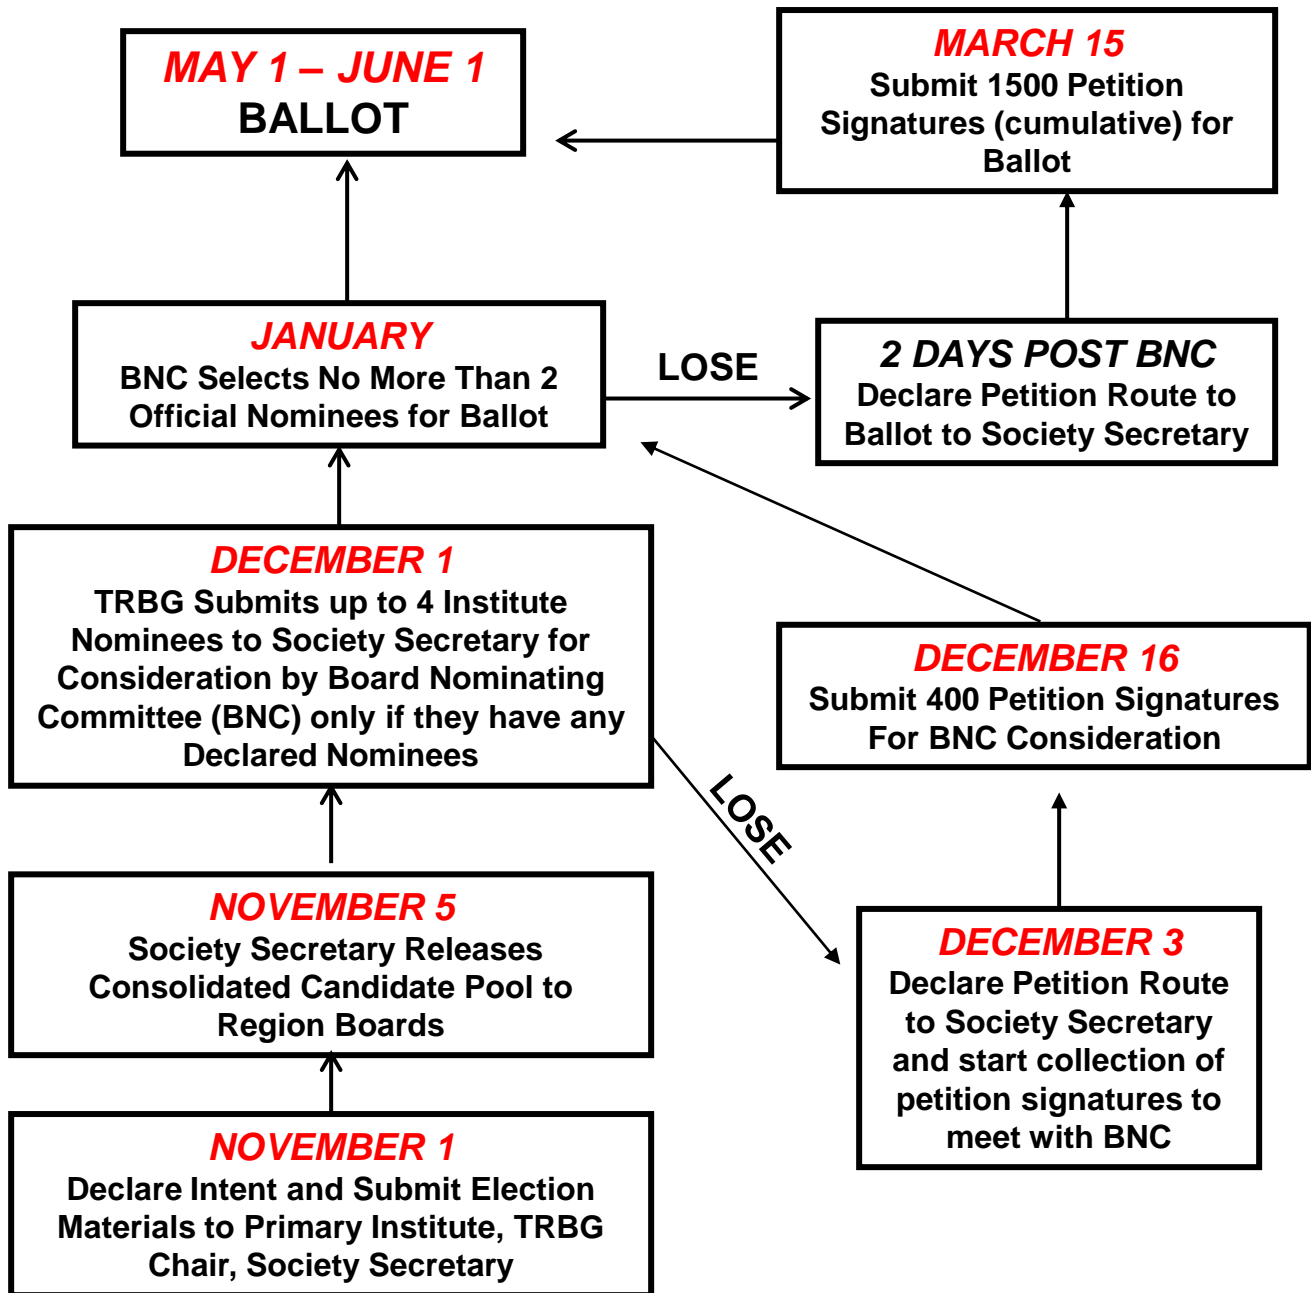 MAY 1 – JUNE 1
BALLOT
MARCH 15
Submit 1500 Petition
Signatures (cumulative) for
Ballot
JANUARY
BNC Selects No More Than 2
Official Nominees for Ballot
LOSE
2 DAYS POST BNC
Declare Petition Route to
Ballot to Society Secretary
DECEMBER 1
TRBG Submits up to 4 Institute
Nominees to Society Secretary for
Consideration by Board Nominating
Committee (BNC) only if they have any
Declared Nominees
DECEMBER 16
Submit 400 Petition Signatures
For BNC Consideration
LOSE
NOVEMBER 5
Society Secretary Releases
Consolidated Candidate Pool to
Region Boards
DECEMBER 3
Declare Petition Route
to Society Secretary
and start collection of
petition signatures to
meet with BNC
NOVEMBER 1
Declare Intent and Submit Election
Materials to Primary Institute, TRBG
Chair, Society Secretary